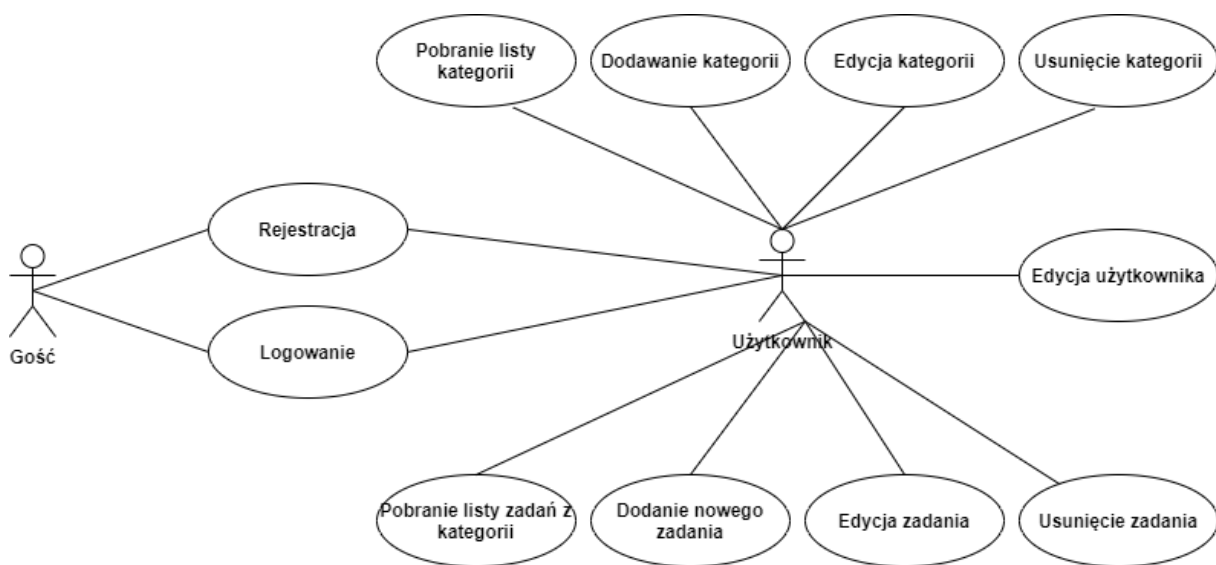 Pobranie listy
kategorii
Dodawanie kategorii
Edycja kategorii
Usunięcie kategorii
Rejestracja
Edycja użytkownika
Użytkownik
Logowanie
Gość
Pobranie listy zadań z
kategorii
Dodanie nowego
zadania
Edycja zadania
Usunięcie zadania